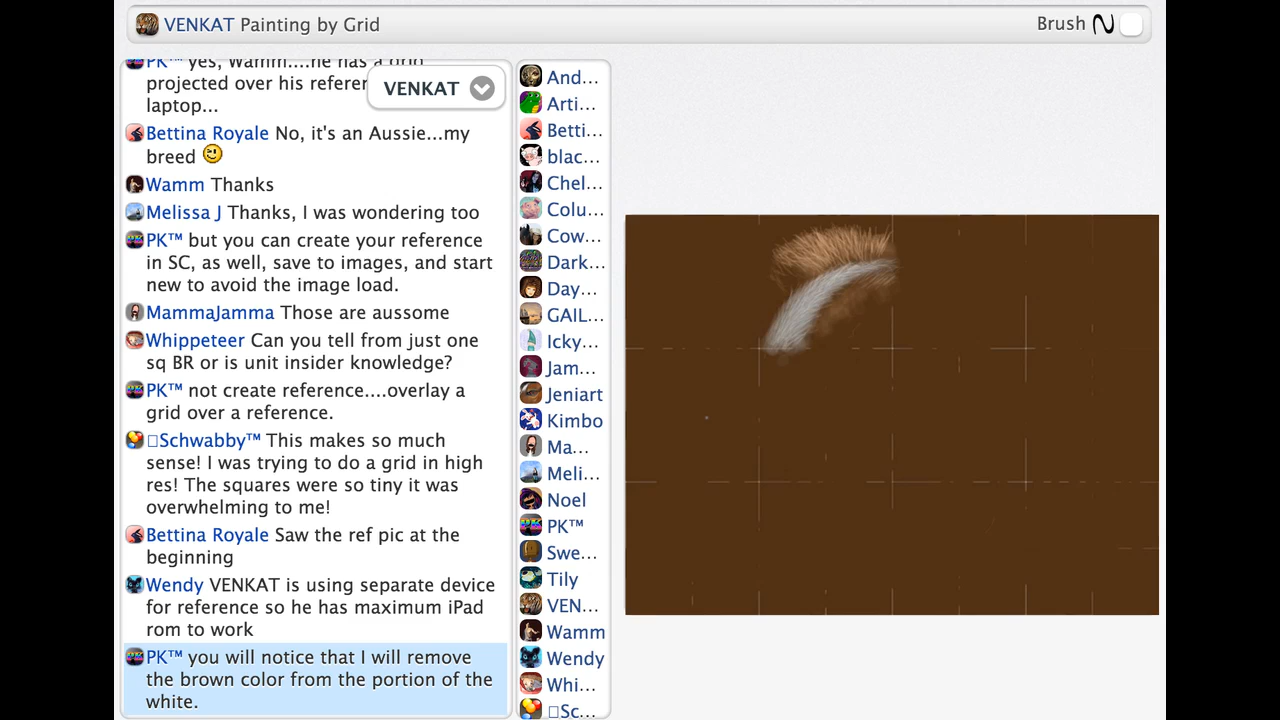 VENKAT Painting by Grid
Brush
PK™ yes, Wamm....he has a grid
projected over his refer
laptop...
VENKAT
Bettina Royale No, it's an Aussie...my
breed
Wamm Thanks
Melissa J Thanks, I was wondering too
PK™ but you can create your reference
in SC, as well, save to images, and start
new to avoid the image load.
MammaJamma Those are aussome
Whippeteer Can you tell from just one
sq BR or is unit insider knowledge?
PK™ not create reference....overlay a
grid over a reference.
Schwabby™ This makes so much
sense! I was trying to do a grid in high
res! The squares were so tiny it was
overwhelming to me!
Bettina Royale Saw the ref pic at the
beginning
Wendy VENKAT is using separate device
for reference so he has maximum iPad
rom to work
PK™ you will notice that I will remove
the brown color from the portion of the
white.
And...
Arti...
Betti...
blac...
Chel...
Colu...
Cow...
Dark...
Day...
GAIL...
Icky...
Jam...
Jeniart
Kimbo
Ma...
Meli...
Noel
PK™
Swe...
Tily
VEN...
Wamm
Wendy
Whi...
Sc...